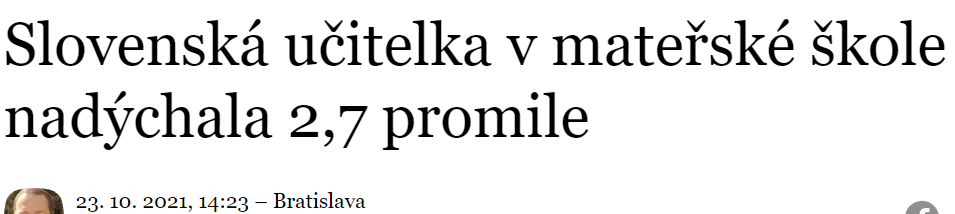 Slovenská učitelka v mateřské škole
nadýchala 2,7 promile
23. 10. 2021, 14:23 – Bratislava